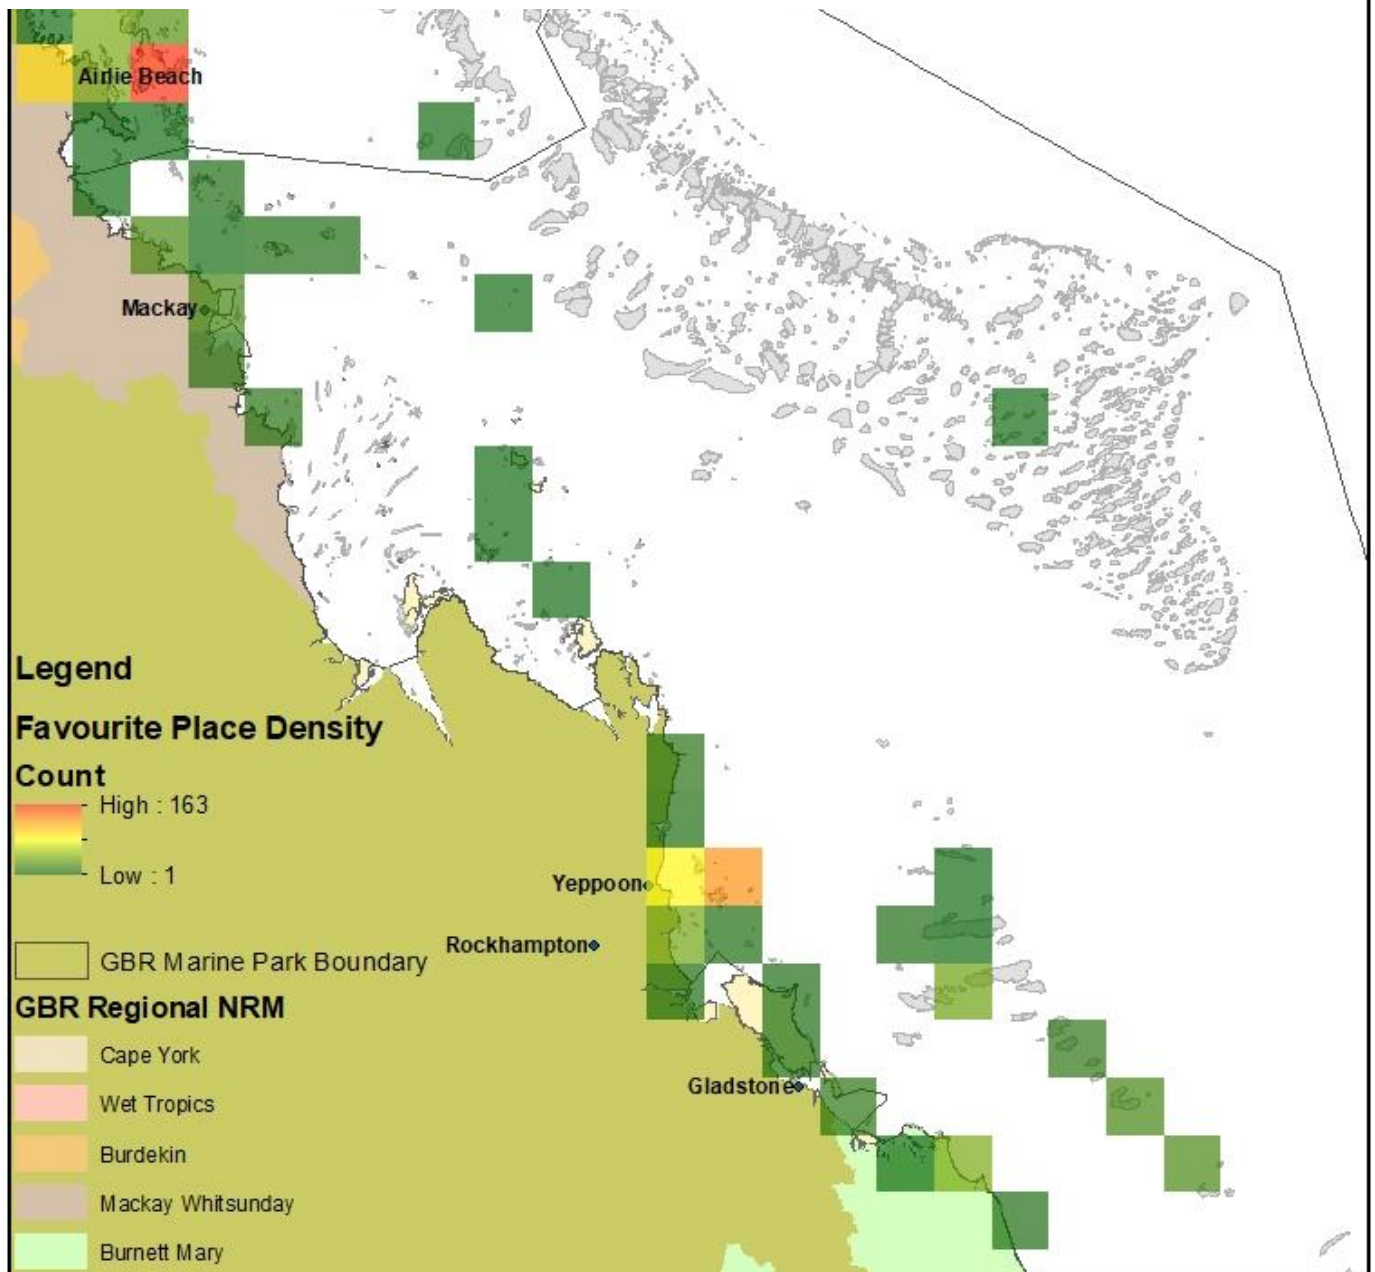 Airlie Beach
Mackay
Legend
Favourite Place Density
Count
High : 163
Low : 1
Yeppoon
Rockhampton
GBR Marine Park Boundary
GBR Regional NRM
Cape York
Wet Tropics
Gladstone
Burdekin
Mackay Whitsunday
Burnett Mary